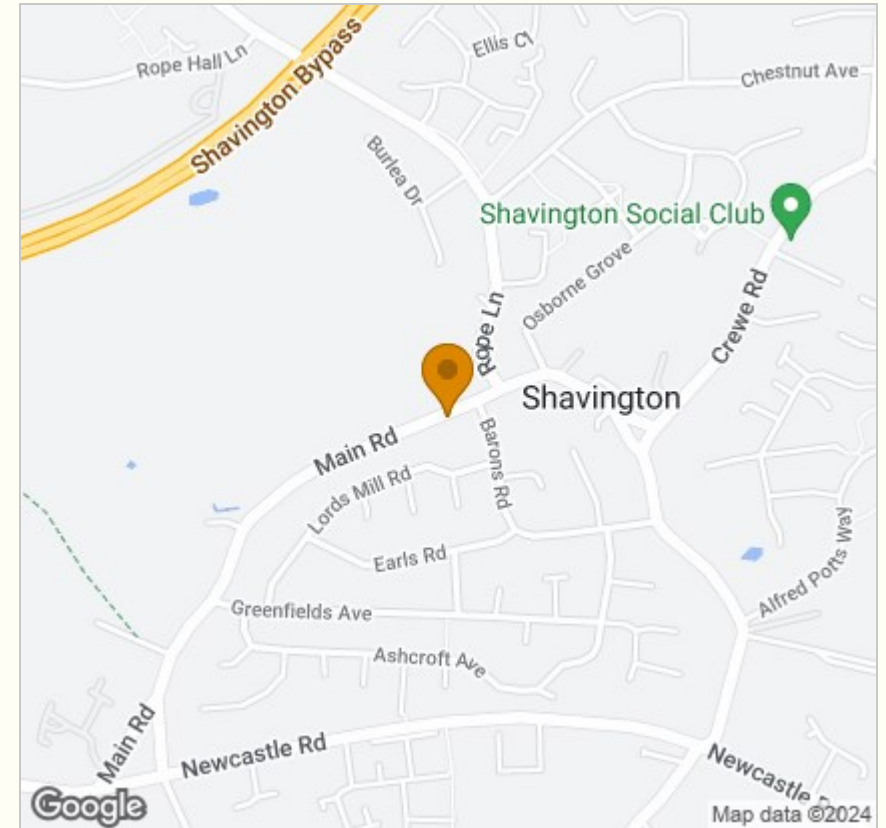 Ellis Cl
Rope Hall Ln
Chestnut Ave
Shavington Bypass
Burlea Dr
Shavington Social Club
Osborne Grove
Rope Ln
Crewe Rd
Shavington
Main Rd
Barons Rd
Lords Mill Rd
Earls Rd
Alfred Potts Way
Greenfields Ave
Ashcroft Ave
Main Rd
Newcastle Rd
Newcastle
Google
Map data ©2024